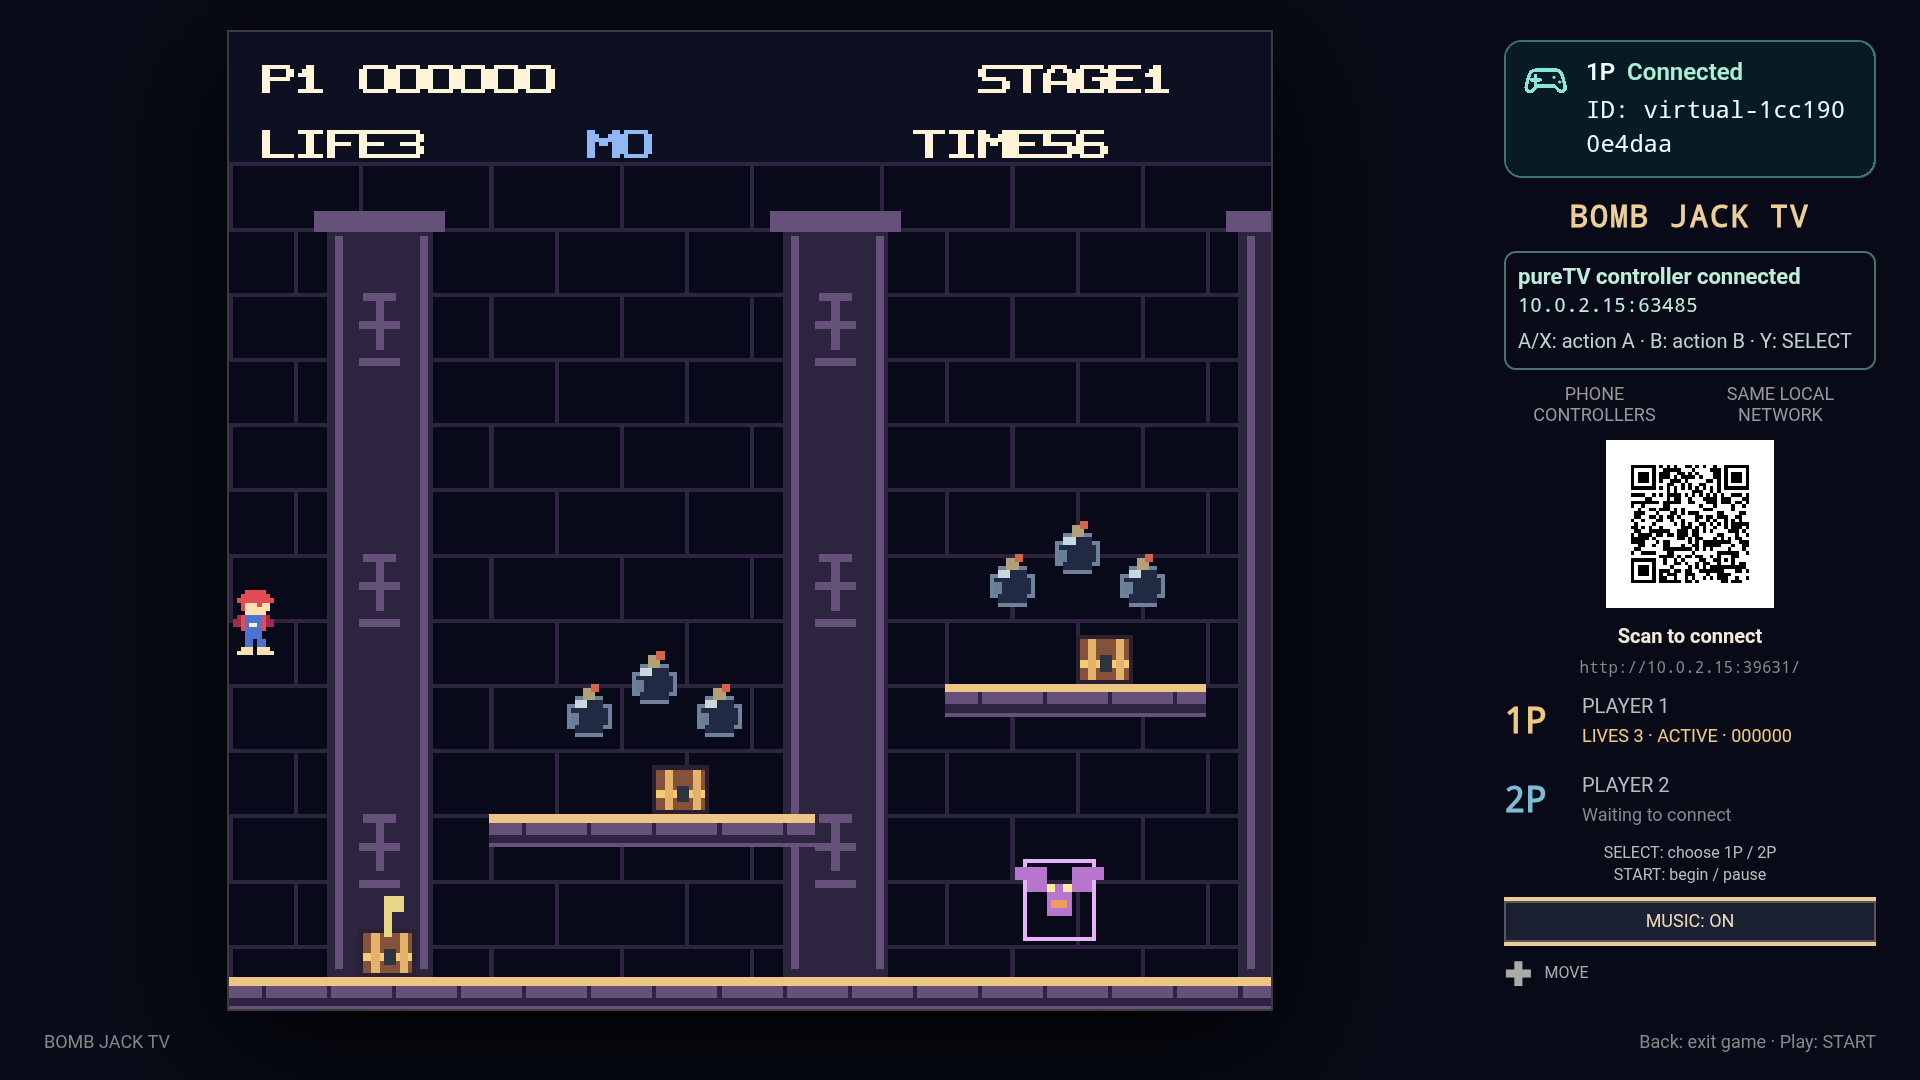 P1 000000
STAGE1
LIFE3
M0
TIME56
1P Connected
ID: virtual-1cc190
0e4daa
BOMB JACK TV
pureTV controller connected
10.0.2.15:63485
A/X: action A · B: action B · Y: SELECT
PHONE
CONTROLLERS
SAME LOCAL
NETWORK
Scan to connect
http://10.0.2.15:39631/
1P
PLAYER 1
LIVES 3 · ACTIVE · 000000
2P
PLAYER 2
Waiting to connect
SELECT: choose 1P / 2P
START: begin / pause
MUSIC: ON
MOVE
BOMB JACK TV
Back: exit game · Play: START